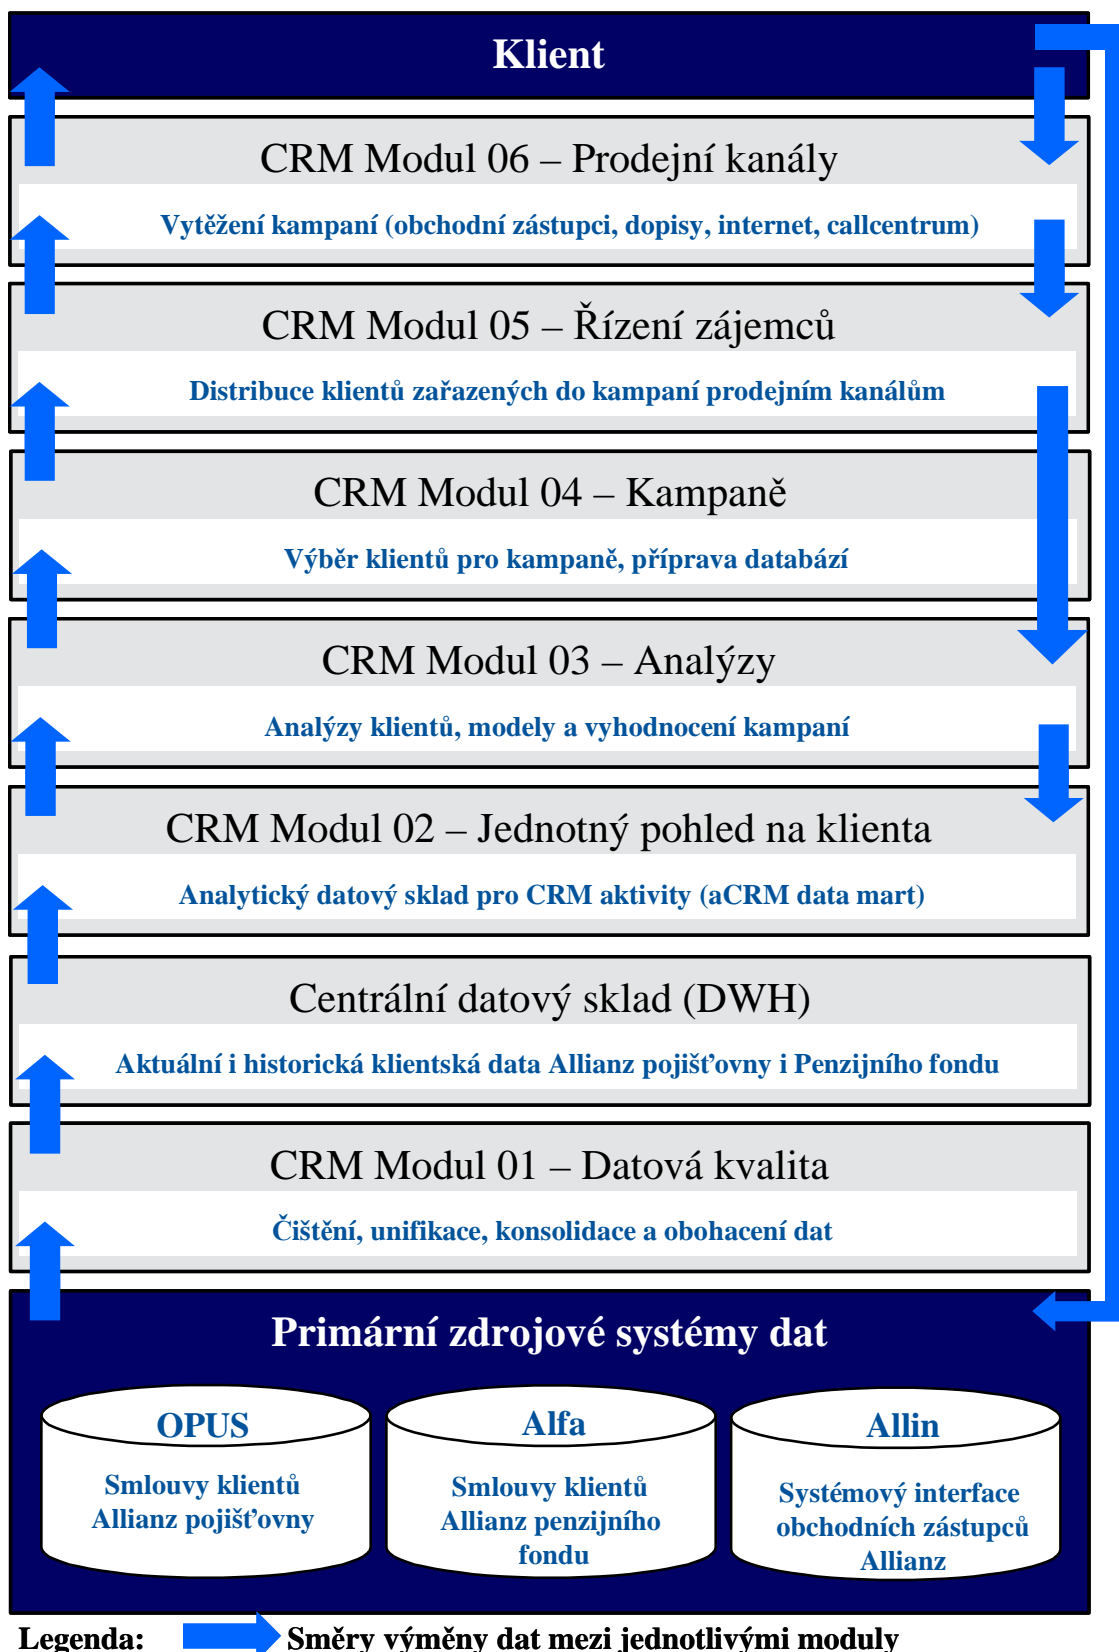 Klient
CRM Modul 06 – Prodejní kanály
Vytěžení kampaní (obchodní zástupci, dopisy, internet, callcentrum)
CRM Modul 05 – Řízení zájemců
Distribuce klientů zařazených do kampaní prodejním kanálům
CRM Modul 04 – Kampaně
Výběr klientů pro kampaně, příprava databází
CRM Modul 03 – Analýzy
Analýzy klientů, modely a vyhodnocení kampaní
CRM Modul 02 – Jednotný pohled na klienta
Analytický datový sklad pro CRM aktivity (aCRM data mart)
Centrální datový sklad (DWH)
Aktuální i historická klientská data Allianz pojišťovny i Penzijního fondu
CRM Modul 01 – Datová kvalita
Čištění, unifikace, konsolidace a obohacení dat
Primární zdrojové systémy dat
OPUS
Smlouvy klientů
Allianz pojišťovny
Alfa
Smlouvy klientů
Allianz penzijního
fondu
Allin
Systémový interface
obchodních zástupců
Allianz
Legenda: Směry výměny dat mezi jednotlivými moduly